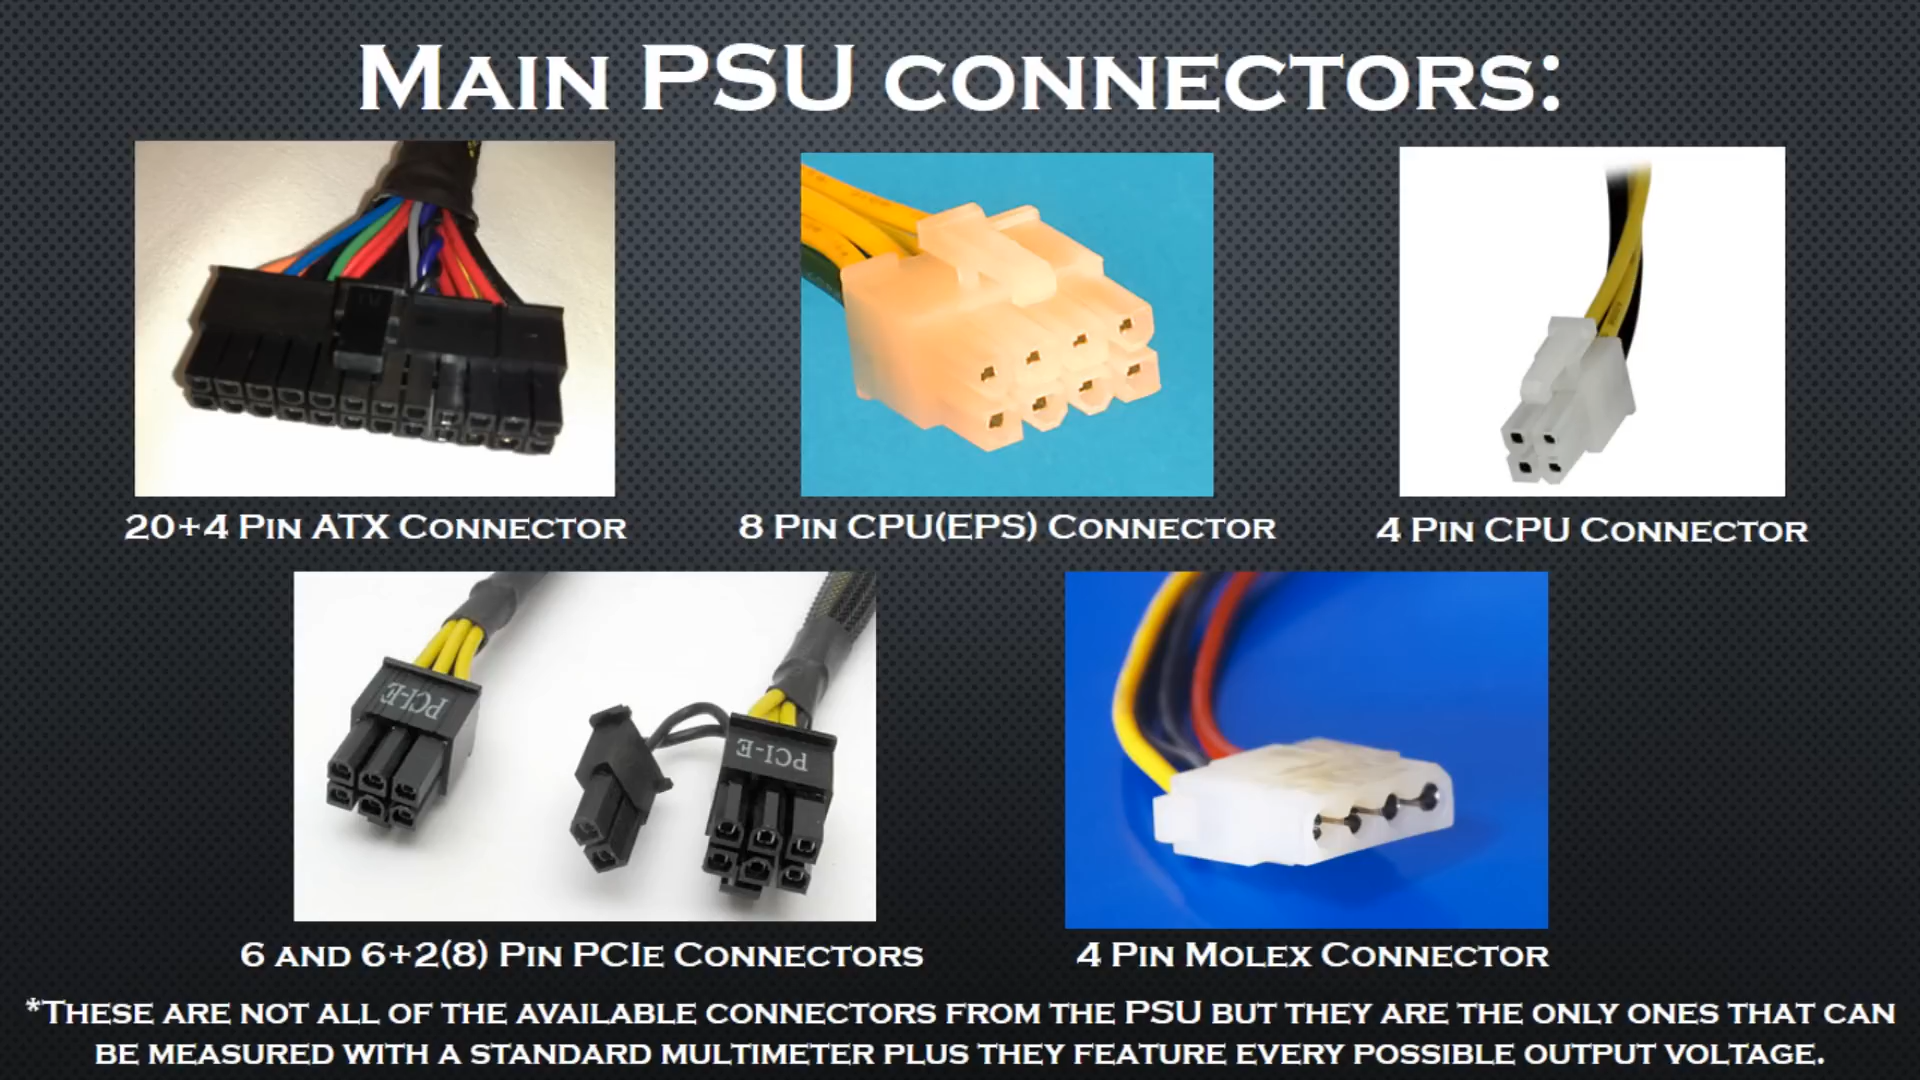 Main PSU connectors:
20+4 Pin ATX Connector
8 Pin CPU(EPS) Connector
4 Pin CPU Connector
PCI-E
PCI-E
6 and 6+2(8) Pin PCIe Connectors
4 Pin Molex Connector
*These are not all of the available connectors from the PSU but they are the only ones that can
be measured with a standard multimeter plus they feature every possible output voltage.